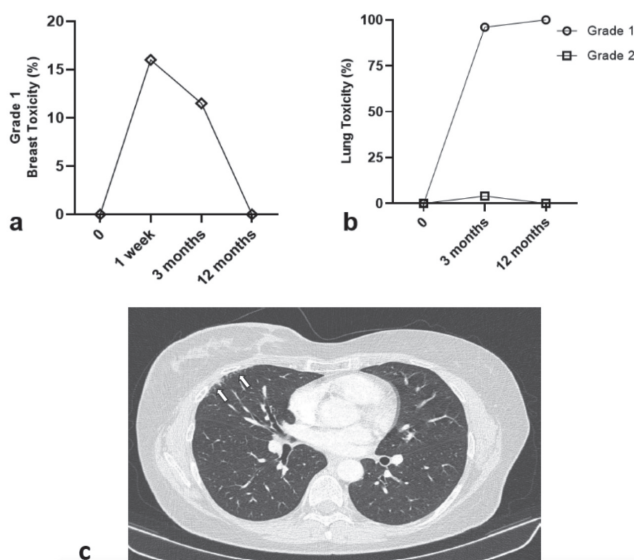 Grade 1
Breast Toxicity (%)
20
15
10
5
0
0
1 week
3 months
12 months
a
Lung Toxicity (%)
100
75
50
25
0
0
3 months
12 months
Grade 1
Grade 2
b
c